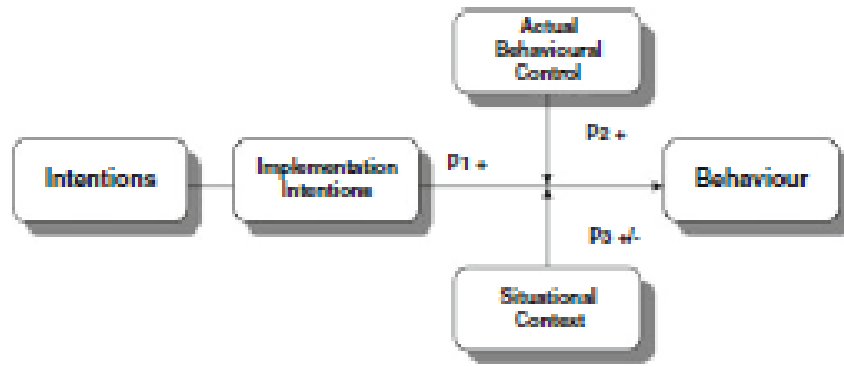 Actual
Behavioural
Control
P2 +
Intentions
Implementation
Intentions
P1 +
Behaviour
P3 +/-
Situational
Context